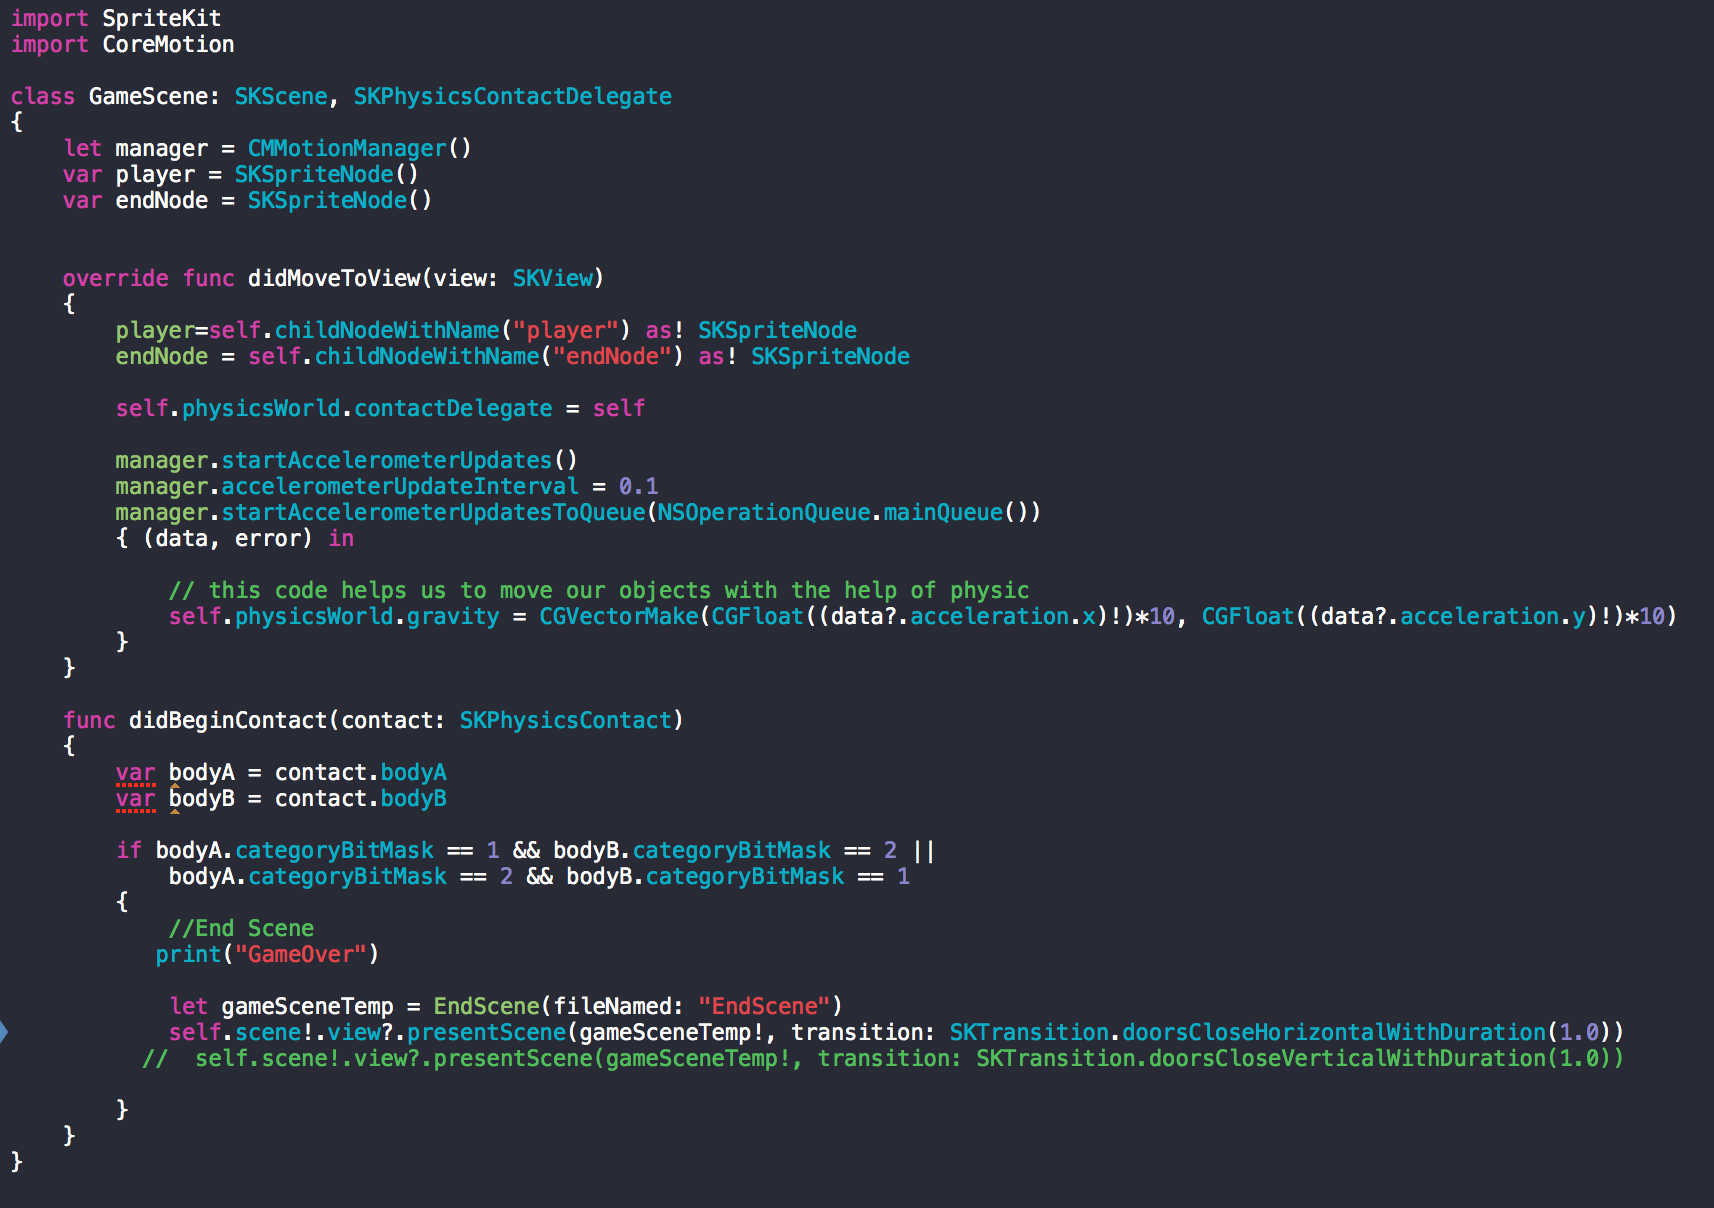 import SpriteKit
import CoreMotion
class GameScene: SKScene, SKPhysicsContactDelegate
{
    let manager = CMMotionManager()
    var player = SKSpriteNode()
    var endNode = SKSpriteNode()
    override func didMoveToView(view: SKView)
    {
        player=self.childNodeWithName("player") as! SKSpriteNode
        endNode = self.childNodeWithName("endNode") as! SKSpriteNode
        self.physicsWorld.contactDelegate = self
        manager.startAccelerometerUpdates()
        manager.accelerometerUpdateInterval = 0.1
        manager.startAccelerometerUpdatesToQueue(NSOperationQueue.mainQueue())
        { (data, error) in
            // this code helps us to move our objects with the help of physic
            self.physicsWorld.gravity = CGVectorMake(CGFloat((data?.acceleration.x)!)*10, CGFloat((data?.acceleration.y)!)*10)
        }
    }
    func didBeginContact(contact: SKPhysicsContact)
    {
        var bodyA = contact.bodyA
        var bodyB = contact.bodyB
        if bodyA.categoryBitMask == 1 && bodyB.categoryBitMask == 2 ||
            bodyA.categoryBitMask == 2 && bodyB.categoryBitMask == 1
        {
            //End Scene
           print("GameOver")
            let gameSceneTemp = EndScene(fileNamed: "EndScene")
            self.scene!.view?.presentScene(gameSceneTemp!, transition: SKTransition.doorsCloseHorizontalWithDuration(1.0))
          //  self.scene!.view?.presentScene(gameSceneTemp!, transition: SKTransition.doorsCloseVerticalWithDuration(1.0))
        }
    }
}